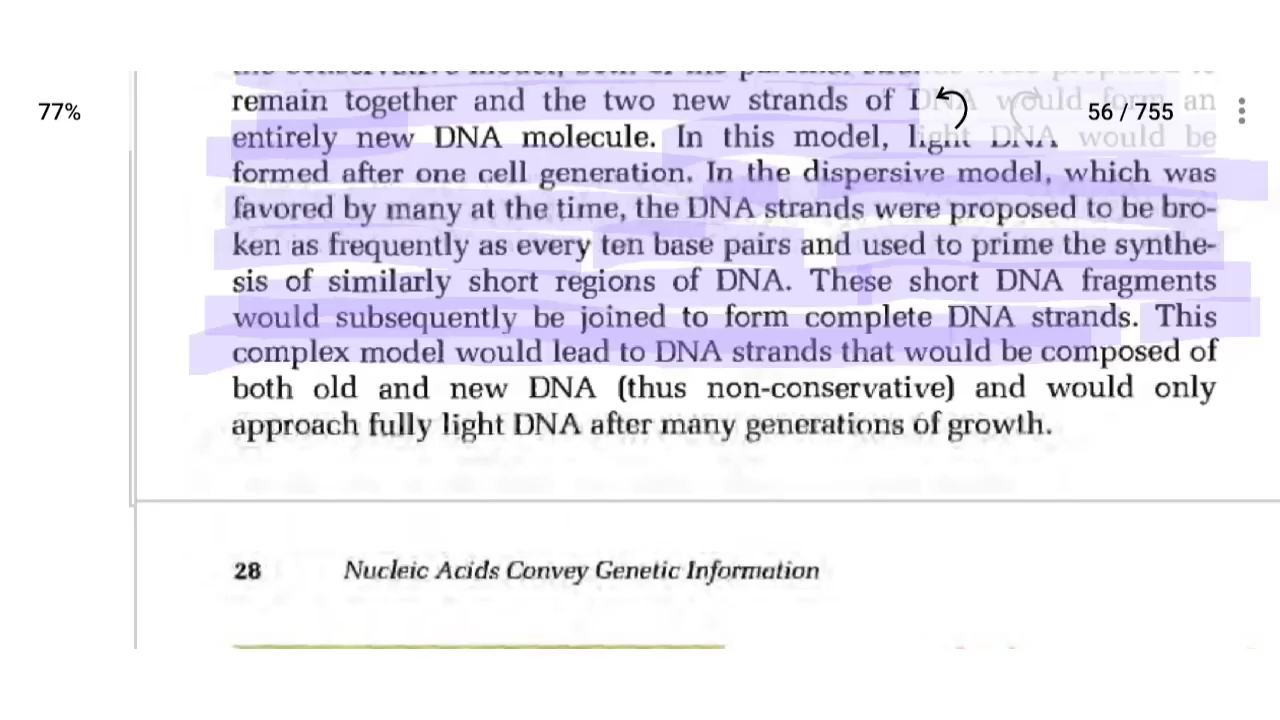 77%
56 / 755
remain together and the two new strands of DNA would form an
entirely new DNA molecule. In this model, light DNA would be
formed after one cell generation. In the dispersive model, which was
favored by many at the time, the DNA strands were proposed to be bro-
ken as frequently as every ten base pairs and used to prime the synthe-
sis of similarly short regions of DNA. These short DNA fragments
would subsequently be joined to form complete DNA strands. This
complex model would lead to DNA strands that would be composed of
both old and new DNA (thus non-conservative) and would only
approach fully light DNA after many generations of growth.
28 Nucleic Acids Convey Genetic Information